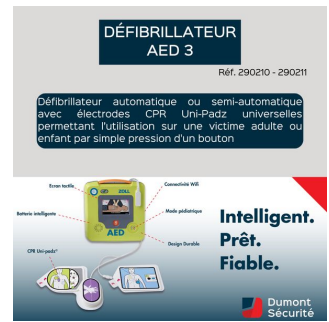 DÉFIBRILLATEUR
AED 3
Réf. 290210 - 290211
Défibrillateur automatique ou semi-automatique
avec électrodes CPR Uni-Padz universelles
permettant l'utilisation sur une victime adulte ou
enfant par simple pression d'un bouton
Ecran tactile
Connectivité Wifi
ZOLL
Batterie intelligente
Mode pédiatrique
AED
Design Durable
CPR Uni-padz®
Intelligent.
Prêt.
Fiable.
Dumont
Sécurité